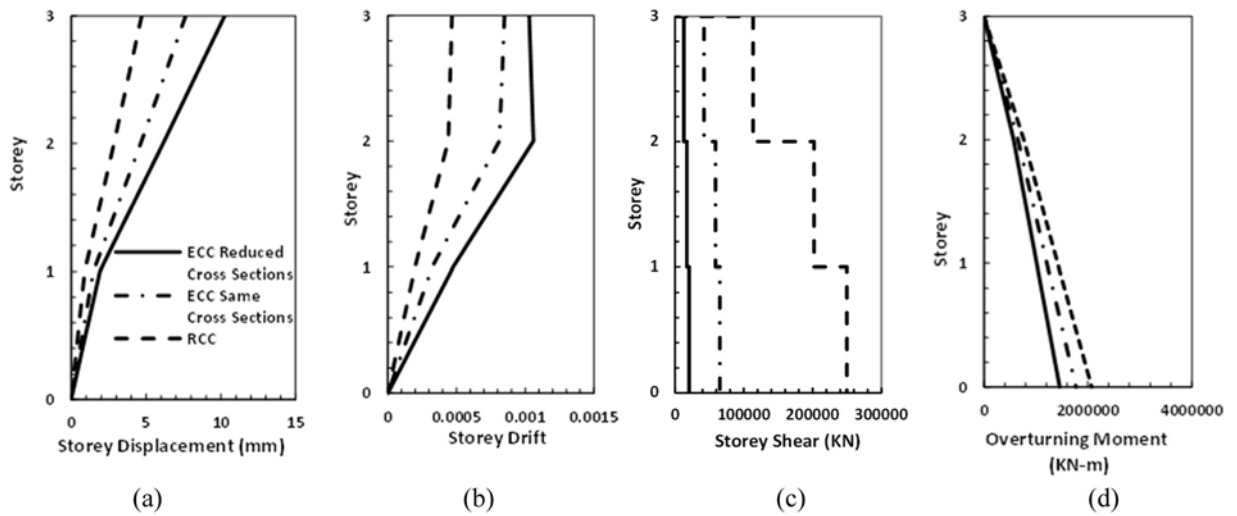 3
2
1
0
Storey
ECC Reduced
Cross Sections
ECC Same
Cross Sections
RCC
0 5 10 15
Storey Displacement (mm)
(a)
3
2
1
0
Storey
0 0.0005 0.001 0.0015
Storey Drift
(b)
3
2
1
0
Storey
0 100000 200000 300000
Storey Shear (KN)
(c)
3
2
1
0
Storey
0 2000000 4000000
Overturning Moment
(KN-m)
(d)